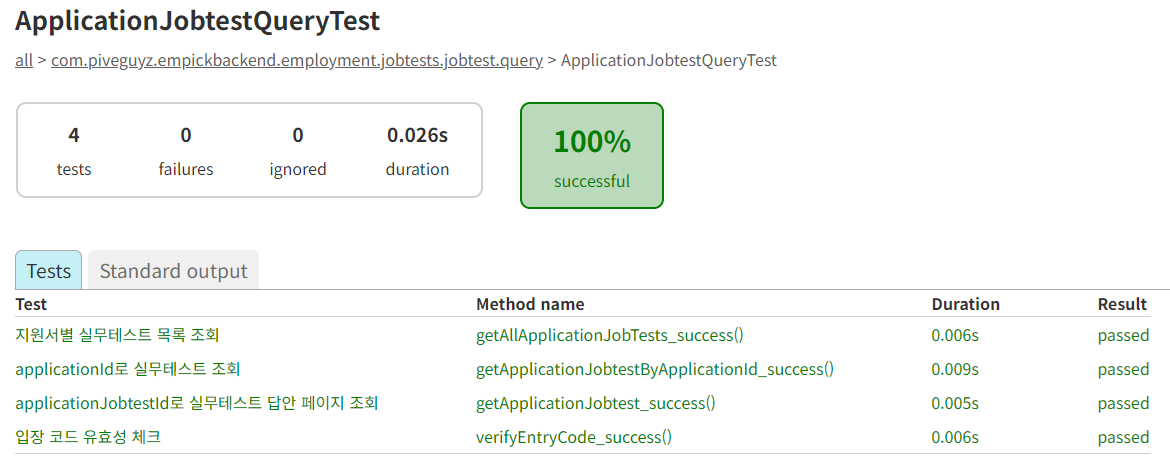 ApplicationJobtestQueryTest
all > com.piveguyz.empickbackend.employment.jobtests.jobtest.query > ApplicationJobtestQueryTest
4 0 0 0.026s
tests failures ignored duration
100%
successful
Tests Standard output
Test Method name Duration Result
지원서별 실무테스트 목록 조회 getAllApplicationJobTests_success() 0.006s passed
applicationId로 실무테스트 조회 getApplicationJobtestByApplicationId_success() 0.009s passed
applicationJobtestId로 실무테스트 답안 페이지 조회 getApplicationJobtest_success() 0.005s passed
입장 코드 유효성 체크 verifyEntryCode_success() 0.006s passed